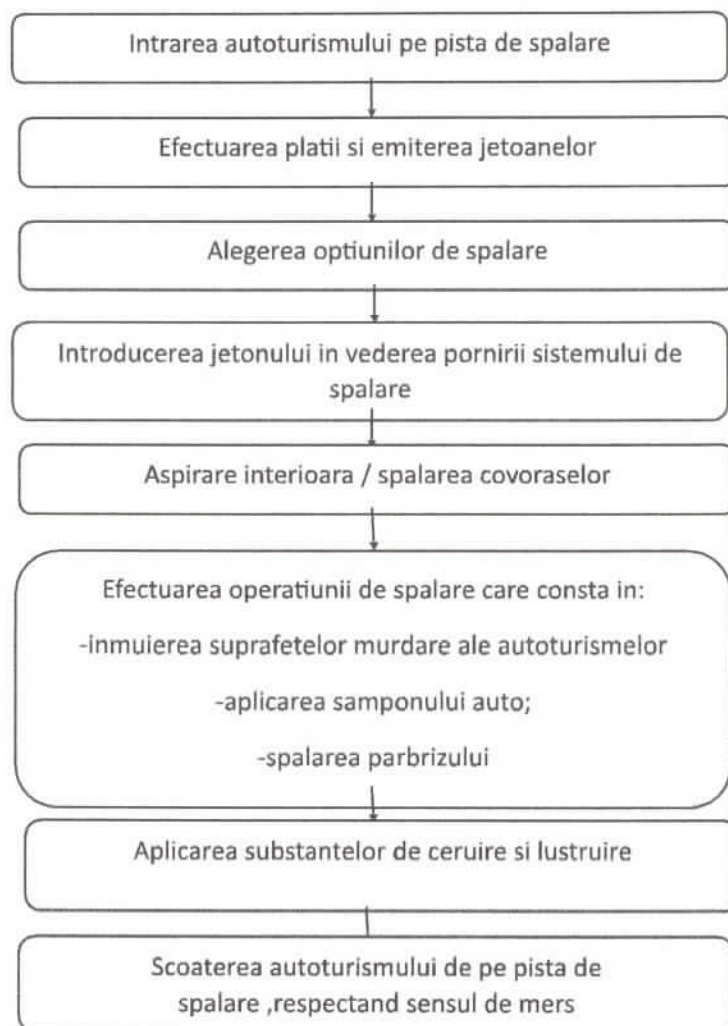 Intrarea autoturismului pe pista de spalare
Efectuarea platii si emiterea jetoanelor
Alegerea optiunilor de spalare
Introducerea jetonului in vederea pornirii sistemului de
spalare
Aspirare interioara / spalarea covoraselor
Efectuarea operatiunii de spalare care consta in:
-inmuierea suprafetelor murdare ale autoturismelor
-aplicarea samponului auto;
-spalarea parbrizului
Aplicarea substantelor de ceruire si lustruire
Scoaterea autoturismului de pe pista de
spalare ,respectand sensul de mers